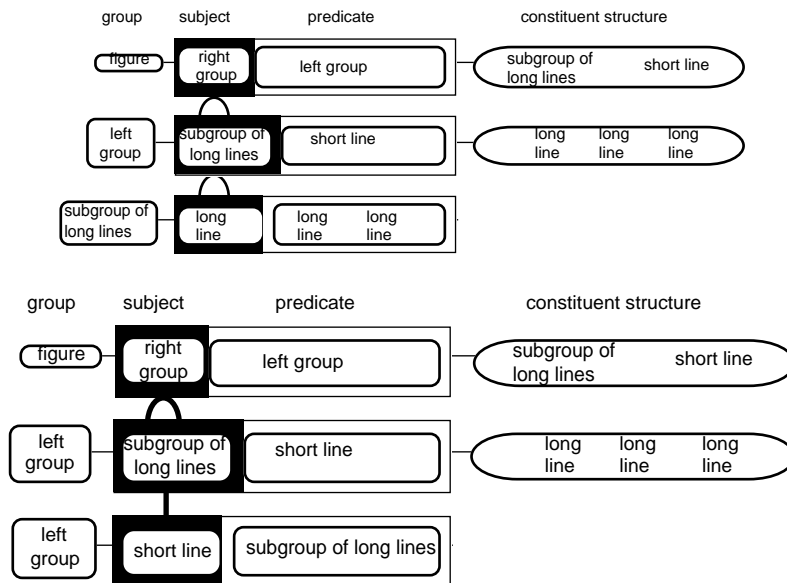 group subject predicate constituent structure
figure right group left group subgroup of long lines short line
left group subgroup of long lines short line long line long line long line
subgroup of long lines long line long line long line
group subject predicate constituent structure
figure right group left group subgroup of long lines short line
left group subgroup of long lines short line long line long line long line
left group short line subgroup of long lines